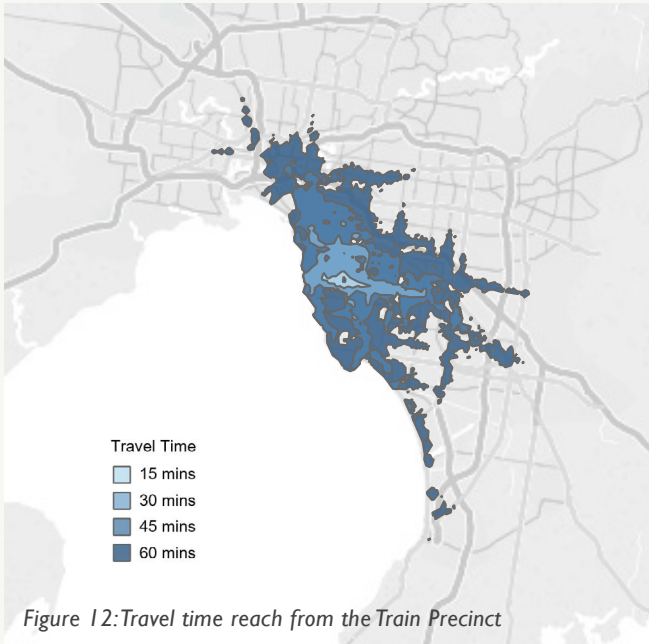 Travel Time
15 mins
30 mins
45 mins
60 mins
Figure 12: Travel time reach from the Train Precinct